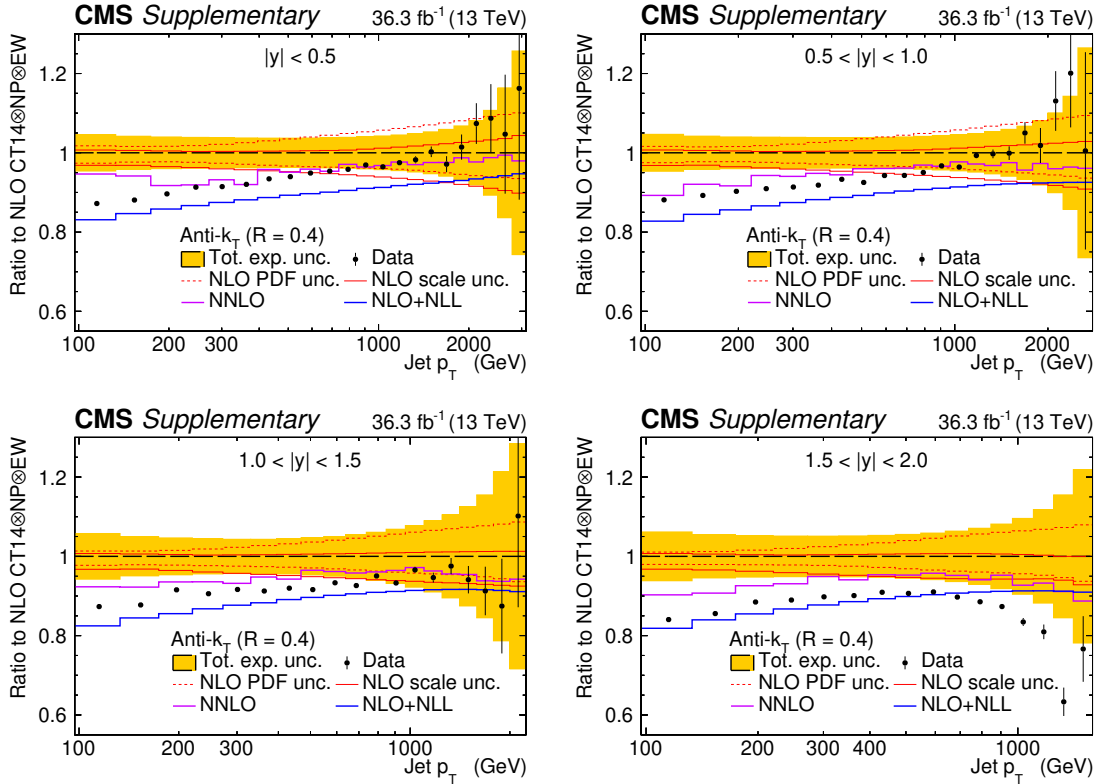 CMS Supplementary 36.3 fb⁻¹ (13 TeV)
Ratio to NLO CT14⊗NP⊗EW
|y| < 0.5
1.2
1
0.8
0.6
Anti-k_T (R = 0.4)
Tot. exp. unc. Data
NLO PDF unc. NLO scale unc.
NNLO NLO+NLL
100 200 300 1000 2000
Jet p_T (GeV)
CMS Supplementary 36.3 fb⁻¹ (13 TeV)
Ratio to NLO CT14⊗NP⊗EW
0.5 < |y| < 1.0
1.2
1
0.8
0.6
Anti-k_T (R = 0.4)
Tot. exp. unc. Data
NLO PDF unc. NLO scale unc.
NNLO NLO+NLL
100 200 300 1000 2000
Jet p_T (GeV)
CMS Supplementary 36.3 fb⁻¹ (13 TeV)
Ratio to NLO CT14⊗NP⊗EW
1.0 < |y| < 1.5
1.2
1
0.8
0.6
Anti-k_T (R = 0.4)
Tot. exp. unc. Data
NLO PDF unc. NLO scale unc.
NNLO NLO+NLL
100 200 300 1000
Jet p_T (GeV)
CMS Supplementary 36.3 fb⁻¹ (13 TeV)
Ratio to NLO CT14⊗NP⊗EW
1.5 < |y| < 2.0
1.2
1
0.8
0.6
Anti-k_T (R = 0.4)
Tot. exp. unc. Data
NLO PDF unc. NLO scale unc.
NNLO NLO+NLL
100 200 300 400 1000
Jet p_T (GeV)